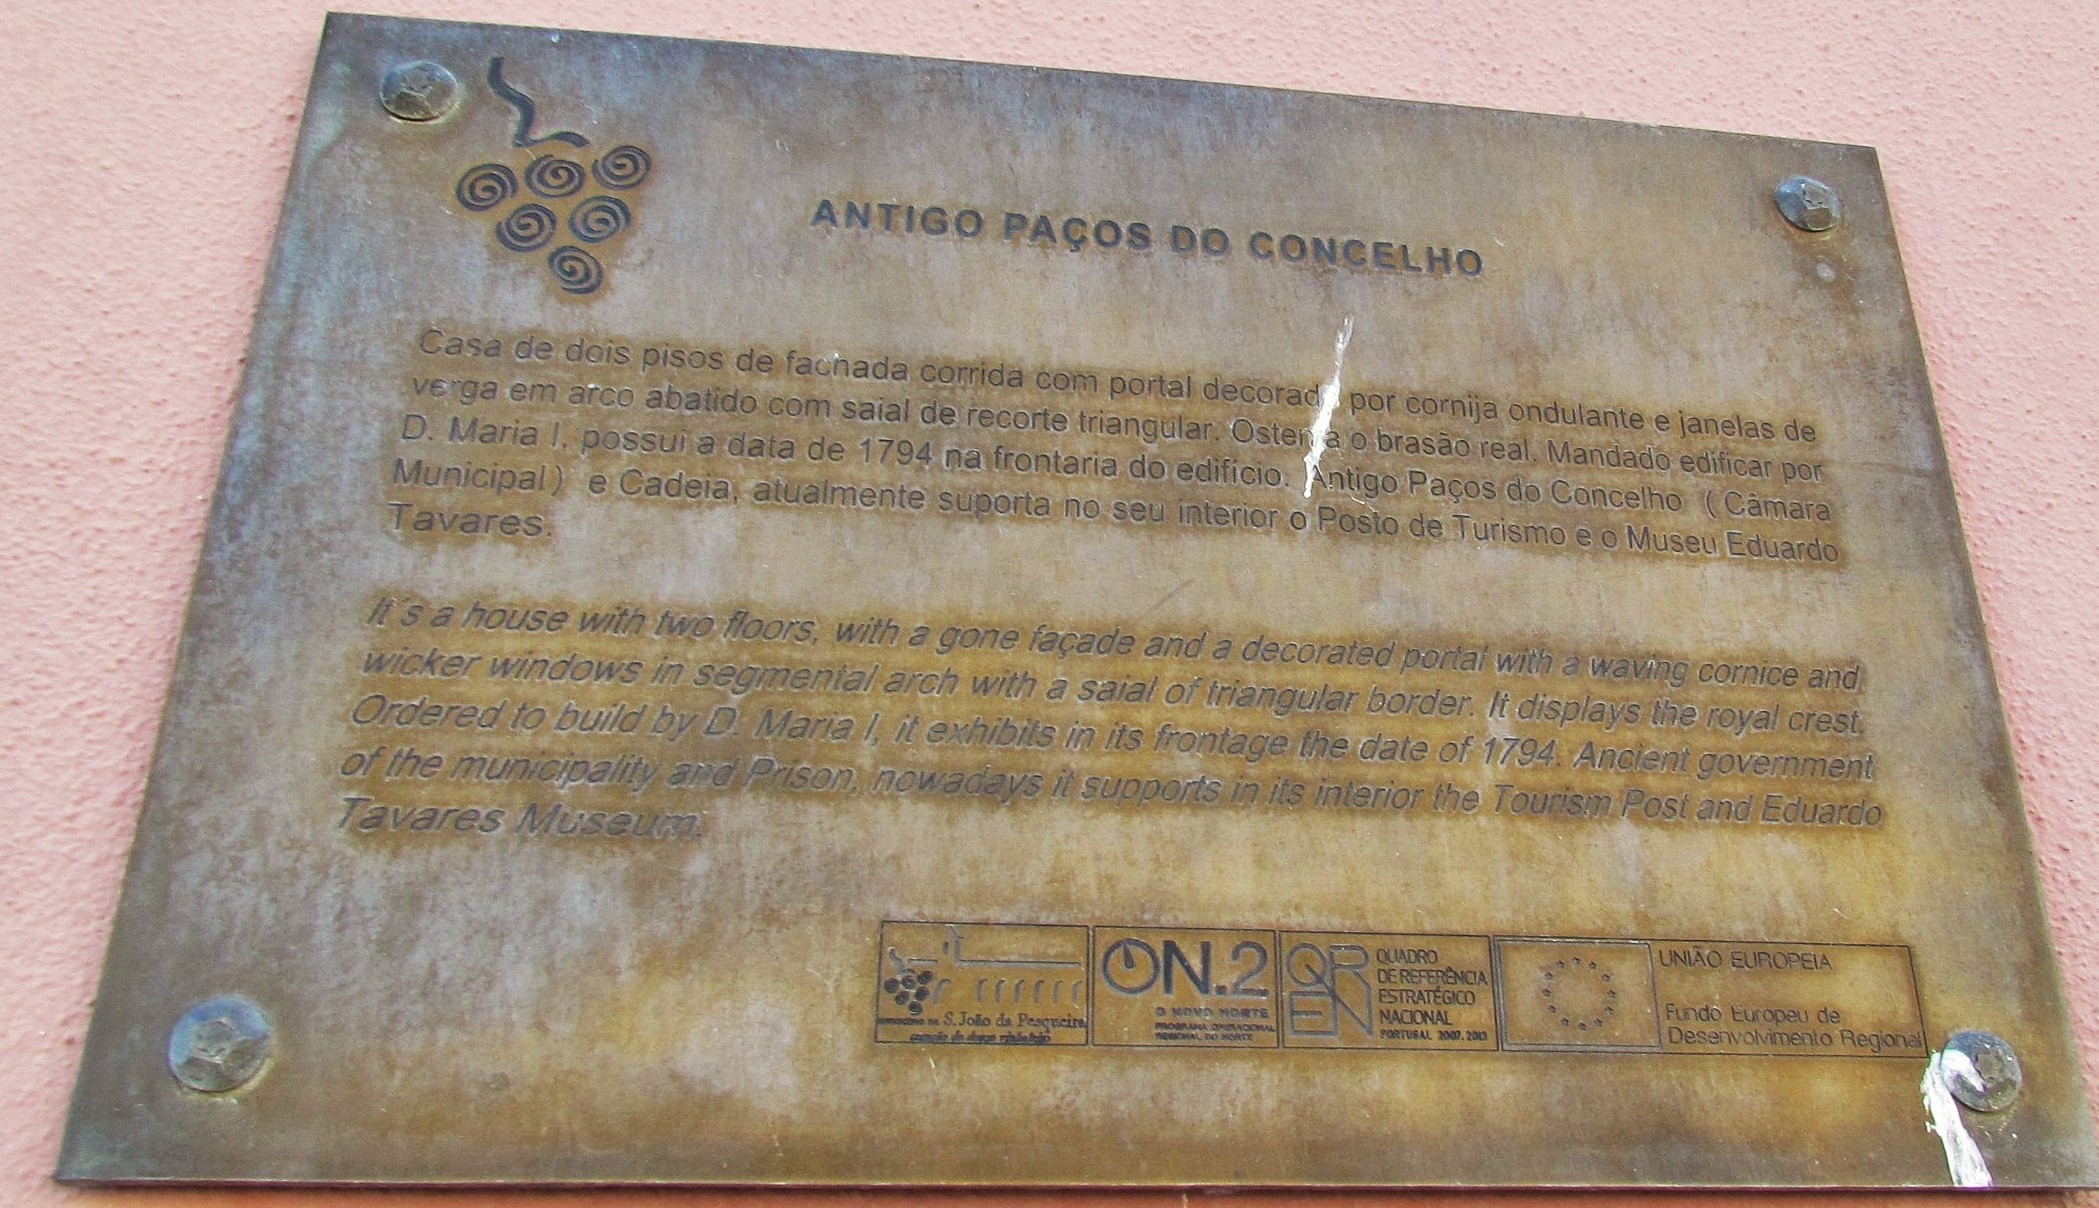 ANTIGO PAÇOS DO CONCELHO
Casa de dois pisos de fachada corrida com portal decorado por cornija ondulante e janelas de
verga em arco abatido com saial de recorte triangular. Ostenta o brasão real. Mandado edificar por
D. Maria I, possui a data de 1794 na frontaria do edifício. Antigo Paços do Concelho (Câmara
Municipal) e Cadeia, atualmente suporta no seu interior o Posto de Turismo e o Museu Eduardo
Tavares.
It´s a house with two floors, with a gone façade and a decorated portal with a waving cornice and
wicker windows in segmental arch with a saial of triangular border. It displays the royal crest.
Ordered to build by D. Maria I, it exhibits in its frontage the date of 1794. Ancient government
of the municipality and Prison, nowadays it supports in its interior the Tourism Post and Eduardo
Tavares Museum.
S. João da Pesqueira
ON.2
O NOVO NORTE
PROGRAMA OPERACIONAL
REGIONAL DO NORTE
QREN
QUADRO
DE REFERÊNCIA
ESTRATÉGICO
NACIONAL
PORTUGAL 2007.2013
UNIÃO EUROPEIA
Fundo Europeu de
Desenvolvimento Regional